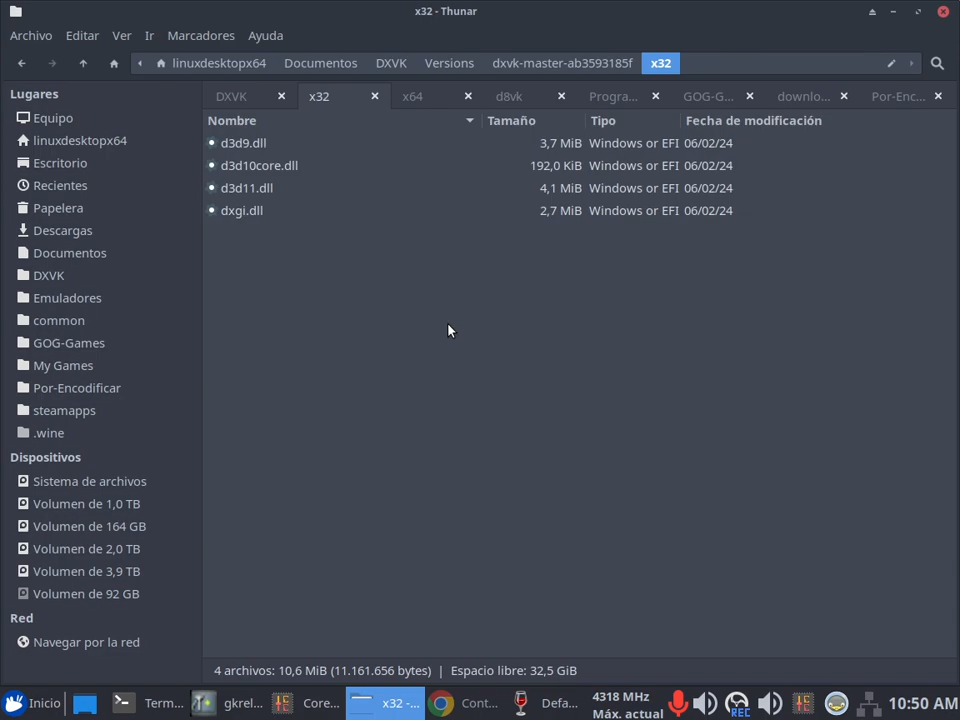 x32 - Thunar
Archivo Editar Ver Ir Marcadores Ayuda
linuxdesktopx64 Documentos DXVK Versions dxvk-master-ab3593185f x32
Lugares
Equipo
linuxdesktopx64
Escritorio
Recientes
Papelera
Descargas
Documentos
DXVK
Emuladores
common
GOG-Games
My Games
Por-Encodificar
steamapps
.wine
Dispositivos
Sistema de archivos
Volumen de 1,0 TB
Volumen de 164 GB
Volumen de 2,0 TB
Volumen de 3,9 TB
Volumen de 92 GB
Red
Navegar por la red
DXVK x32 x64 d8vk Progra... GOG-G... downlo... Por-Enc...
Nombre Tamaño Tipo Fecha de modificación
d3d9.dll 3,7 MiB Windows or EFI 06/02/24
d3d10core.dll 192,0 KiB Windows or EFI 06/02/24
d3d11.dll 4,1 MiB Windows or EFI 06/02/24
dxgi.dll 2,7 MiB Windows or EFI 06/02/24
4 archivos: 10,6 MiB (11.161.656 bytes) | Espacio libre: 32,5 GiB
Inicio Term... gkrel... Core... x32 -... Cont... Defa... 4318 MHz REC 10:50 AM
Máx. actual